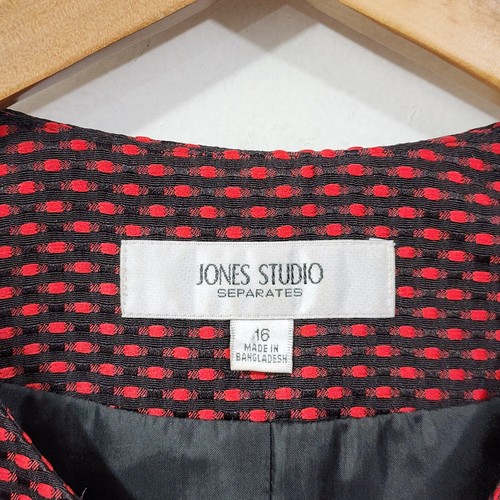 JONES STUDIO
SEPARATES
16
MADE IN
BANGLADESH